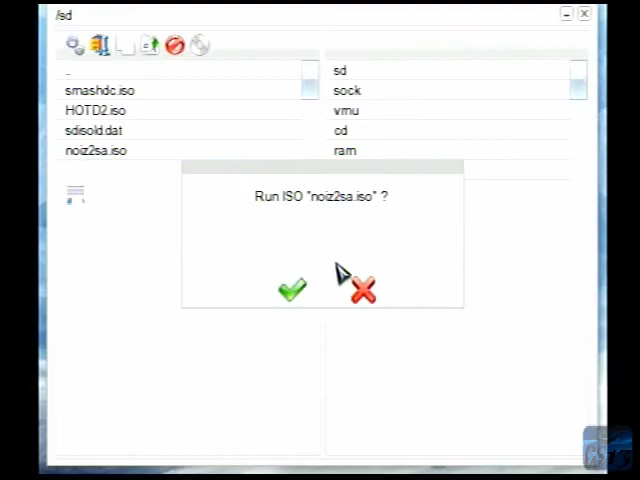 /sd
..
smashdc.iso
HOTD2.iso
sdisold.dat
noiz2sa.iso
sd
sock
vmu
cd
ram
Run ISO "noiz2sa.iso" ?